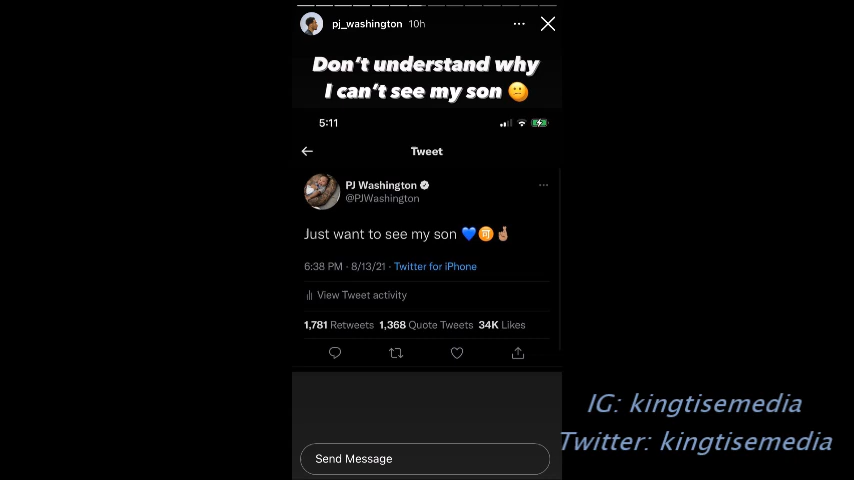 pj_washington 10h
Don't understand why
I can't see my son 🫤
5:11
Tweet
PJ Washington
@PJWashington
Just want to see my son 💙🉑🤞🏽
6:38 PM · 8/13/21 · Twitter for iPhone
View Tweet activity
1,781 Retweets 1,368 Quote Tweets 34K Likes
Send Message
IG: kingtisemedia
Twitter: kingtisemedia